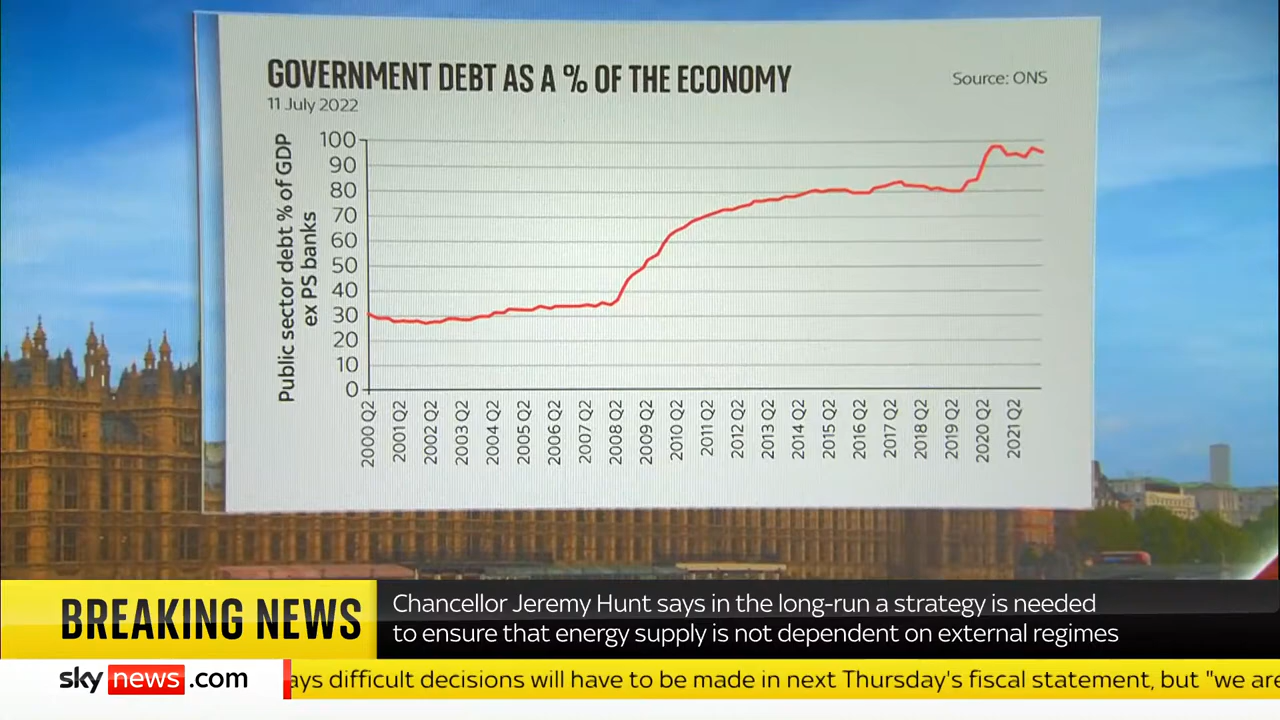 GOVERNMENT DEBT AS A % OF THE ECONOMY
Source: ONS
11 July 2022
Public sector debt % of GDP
ex PS banks
100
90
80
70
60
50
40
30
20
10
0
2000 Q2
2001 Q2
2002 Q2
2003 Q2
2004 Q2
2005 Q2
2006 Q2
2007 Q2
2008 Q2
2009 Q2
2010 Q2
2011 Q2
2012 Q2
2013 Q2
2014 Q2
2015 Q2
2016 Q2
2017 Q2
2018 Q2
2019 Q2
2020 Q2
2021 Q2
BREAKING NEWS
Chancellor Jeremy Hunt says in the long-run a strategy is needed
to ensure that energy supply is not dependent on external regimes
sky news.com
ays difficult decisions will have to be made in next Thursday's fiscal statement, but "we are